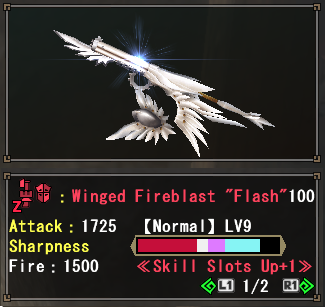 Z : Winged Fireblast "Flash"100
Attack : 1725 【Normal】LV9
Sharpness
Fire : 1500 ≪Skill Slots Up+1≫
L1 1/2 R1